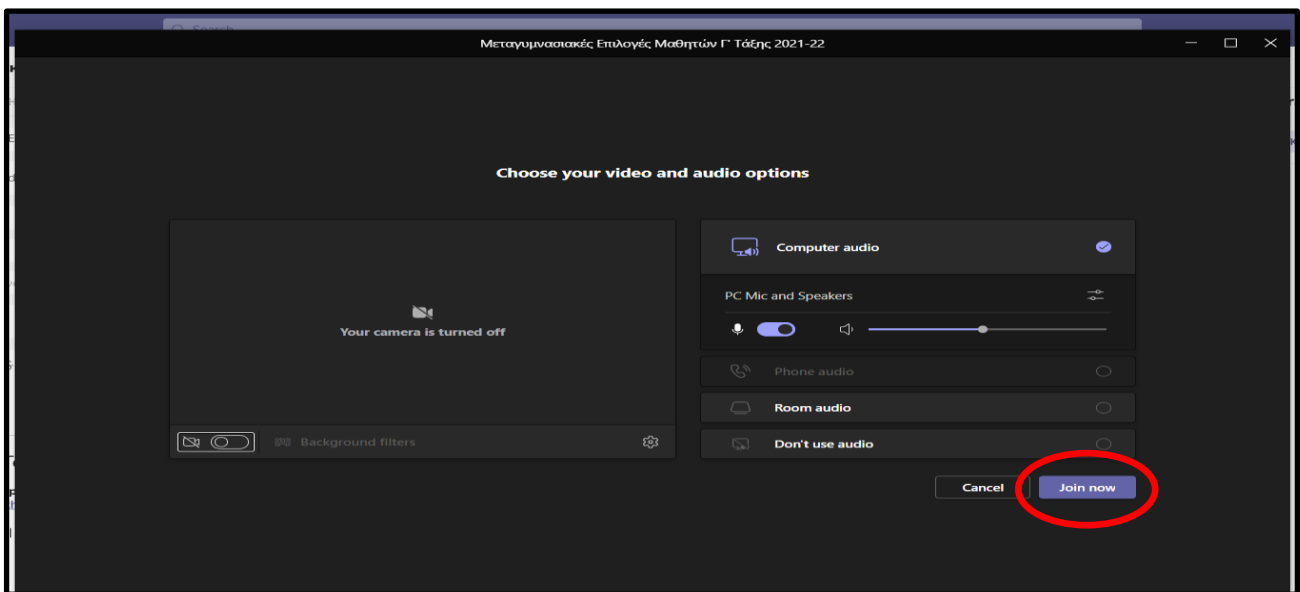 Search
Μεταγυμνασιακές Επιλογές Μαθητών Γ' Τάξης 2021-22
Choose your video and audio options
Your camera is turned off
Background filters
Computer audio
PC Mic and Speakers
Phone audio
Room audio
Don't use audio
Cancel
Join now